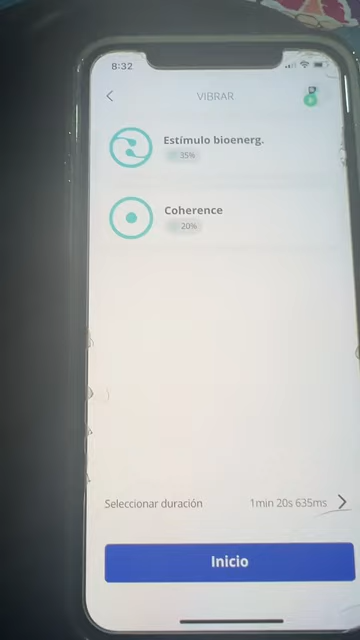 8:32
VIBRAR
Estímulo bioenerg.
35%
Coherence
20%
Seleccionar duración
1min 20s 635ms
Inicio